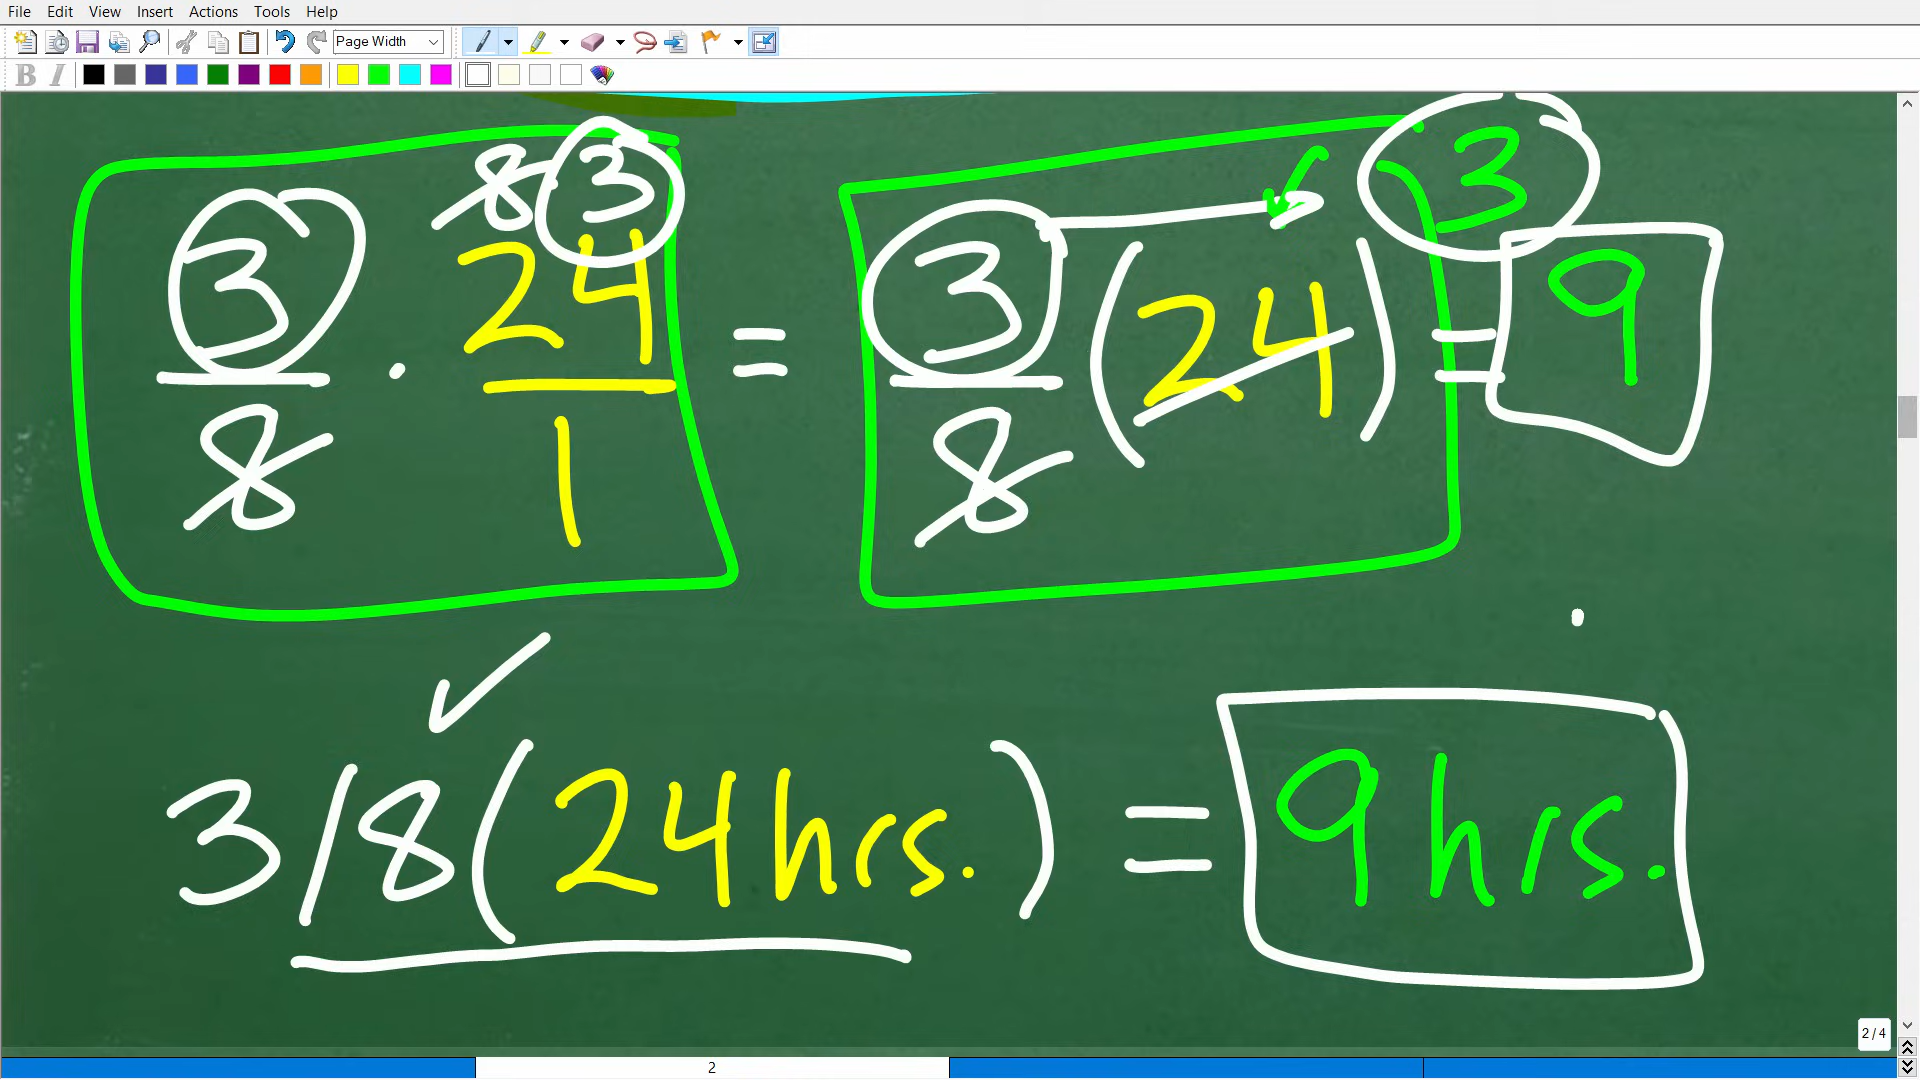 File Edit View Insert Actions Tools Help
Page Width
B I
8 3 3
3/8 · 24/1 = 3/8 (24) = 9
3/8 (24 hrs.) = 9 hrs.
2/4
2